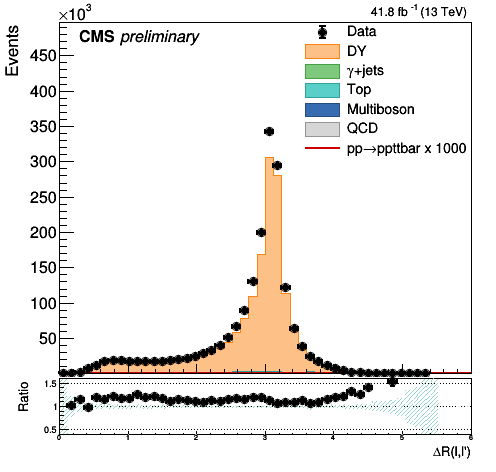 ×10³
41.8 fb⁻¹ (13 TeV)
CMS preliminary
Events
450
400
350
300
250
200
150
100
50
Data
DY
γ+jets
Top
Multiboson
QCD
pp→ppttbar x 1000
Ratio
1.5
1
0.5
0 1 2 3 4 5 6
ΔR(l,l')